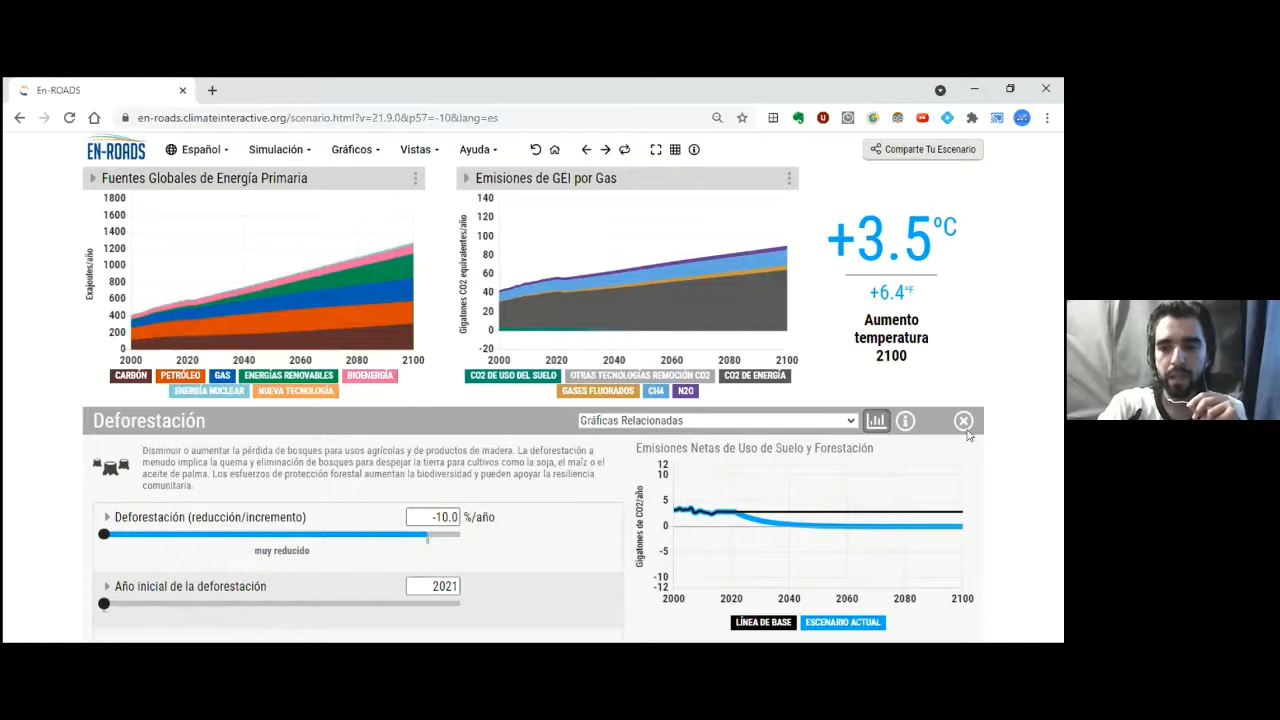 En-ROADS
en-roads.climateinteractive.org/scenario.html?v=21.9.0&p57=-10&lang=es
EN-ROADS
Español
Simulación
Gráficos
Vistas
Ayuda
Comparte Tu Escenario
Fuentes Globales de Energía Primaria
1800
1600
1400
1200
1000
800
600
400
200
0
Exajoules/año
2000 2020 2040 2060 2080 2100
CARBÓN PETRÓLEO GAS ENERGÍAS RENOVABLES BIOENERGÍA
ENERGÍA NUCLEAR NUEVA TECNOLOGÍA
Emisiones de GEI por Gas
140
120
100
80
60
40
20
0
-20
Gigatones CO2 equivalentes/año
2000 2020 2040 2060 2080 2100
CO2 DE USO DEL SUELO OTRAS TECNOLOGÍAS REMOCIÓN CO2 CO2 DE ENERGÍA
GASES FLUORADOS CH4 N2O
+3.5°C
+6.4°F
Aumento
temperatura
2100
Deforestación
Gráficas Relacionadas
Disminuir o aumentar la pérdida de bosques para usos agrícolas y de productos de madera. La deforestación a
menudo implica la quema y eliminación de bosques para despejar la tierra para cultivos como la soja, el maíz o el
aceite de palma. Los esfuerzos de protección forestal aumentan la biodiversidad y pueden apoyar la resiliencia
comunitaria.
Deforestación (reducción/incremento)
-10.0 %/año
muy reducido
Año inicial de la deforestación
2021
Emisiones Netas de Uso de Suelo y Forestación
12
10
5
0
-5
-10
-12
Gigatones de CO2/año
2000 2020 2040 2060 2080 2100
LÍNEA DE BASE ESCENARIO ACTUAL